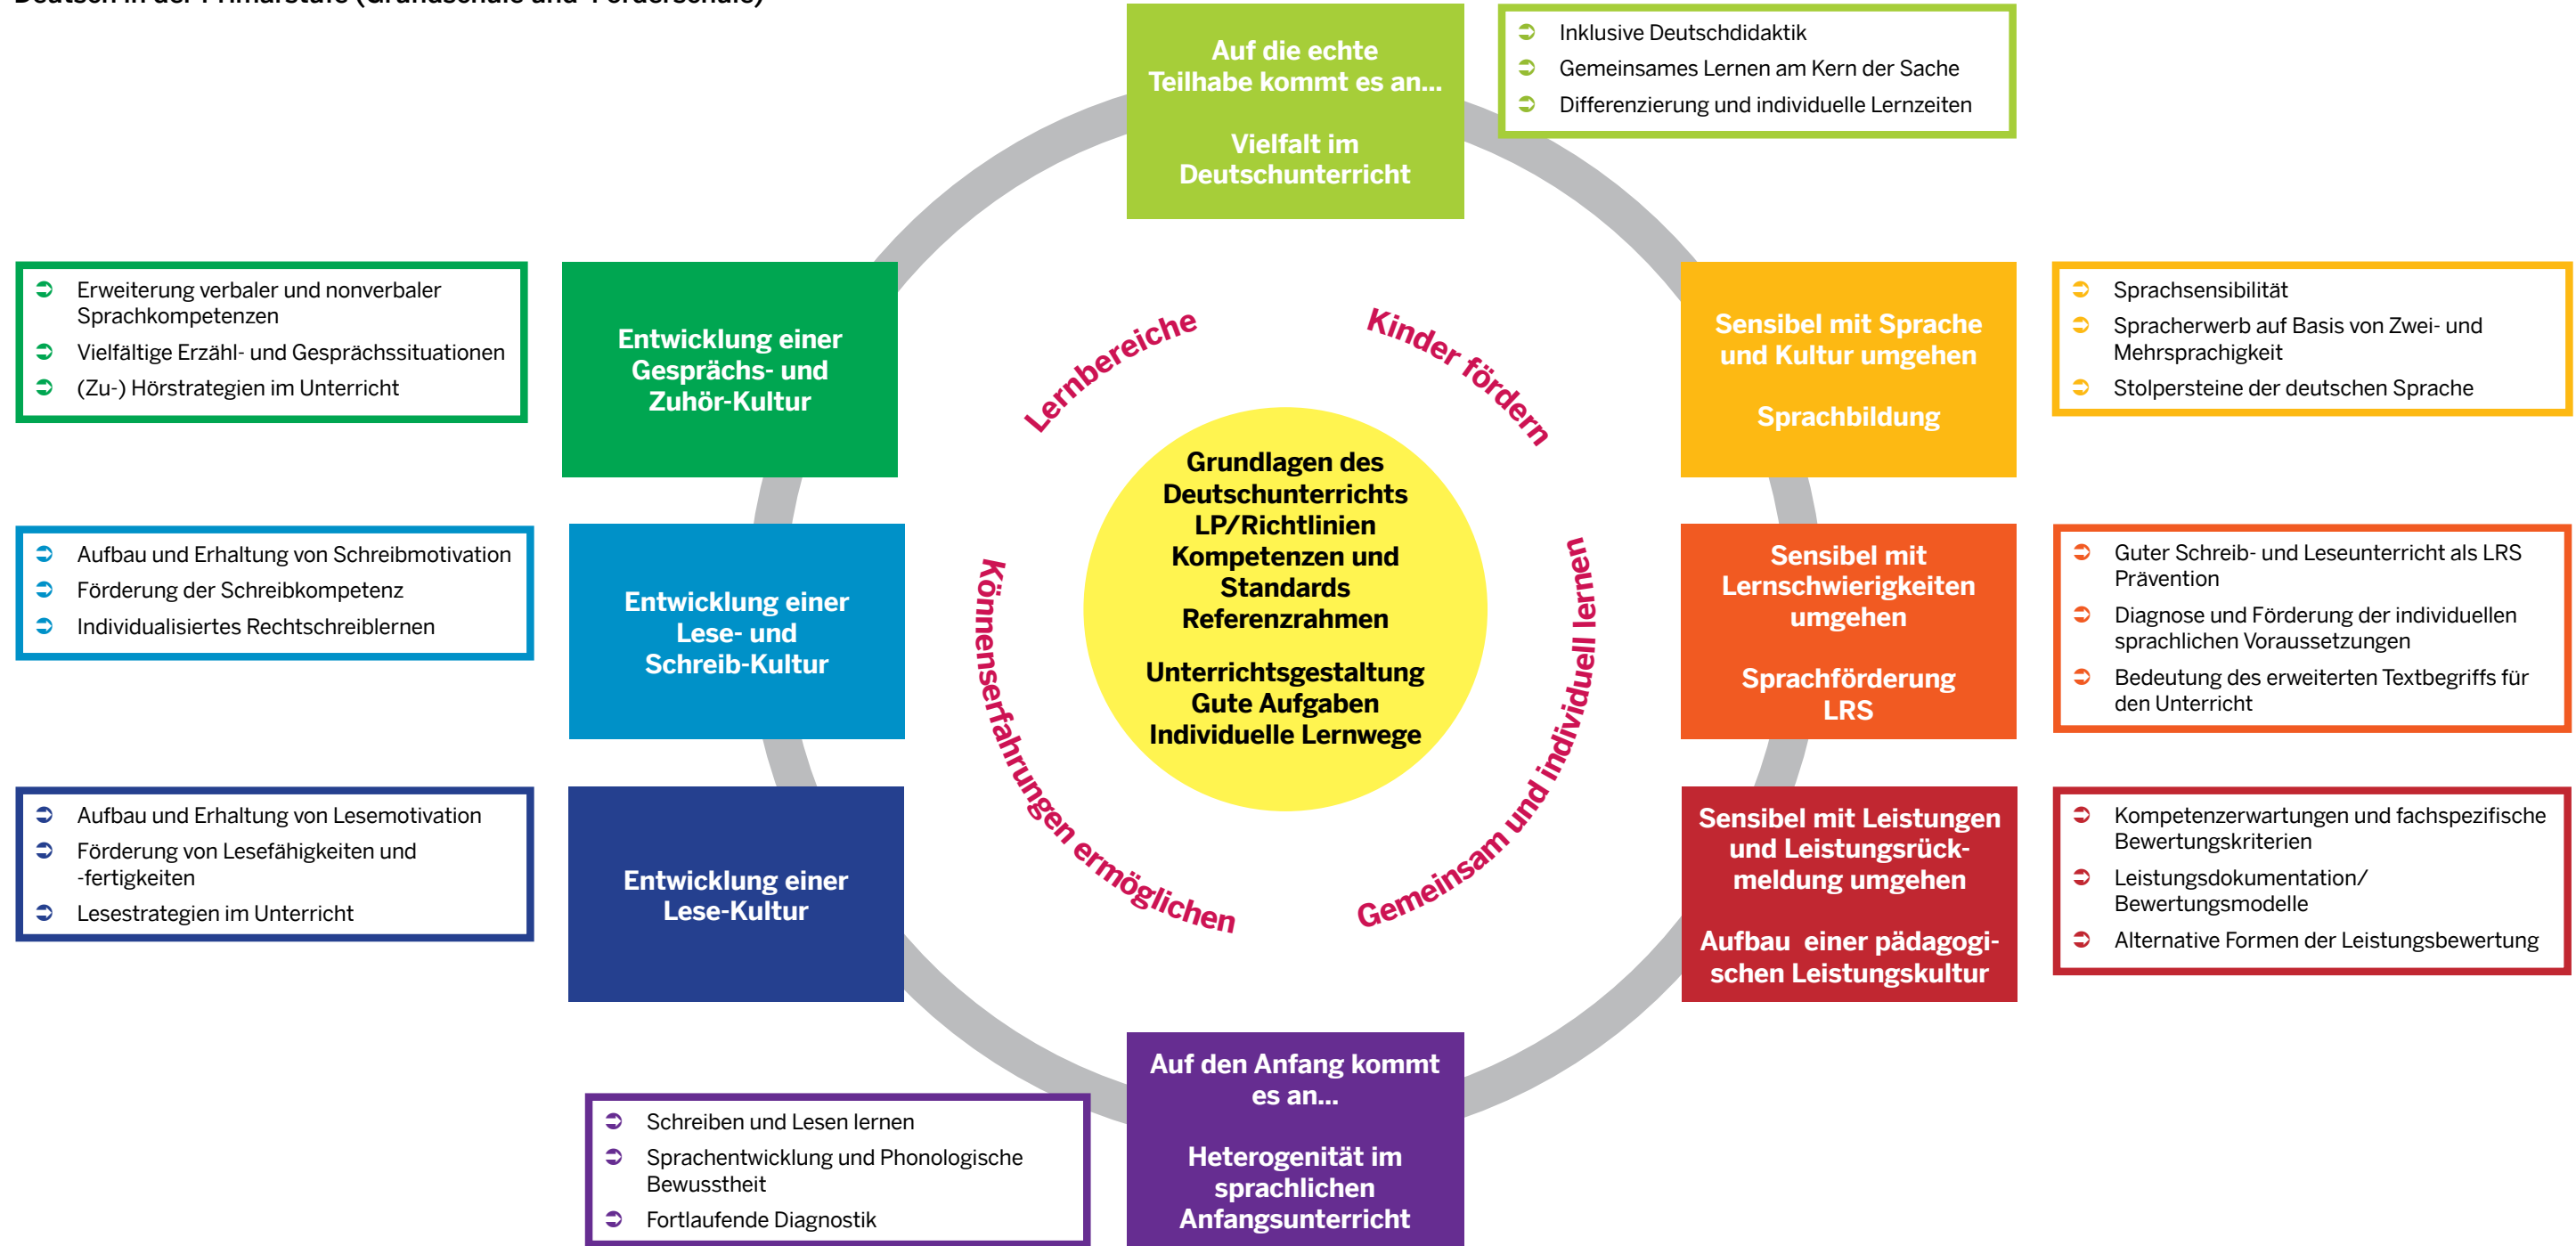 Deutsch in der Primarstufe (Grundschule und Förderschule)
Auf die echte
Teilhabe kommt es an...
Vielfalt im
Deutschunterricht
Inklusive Deutschdidaktik
Gemeinsames Lernen am Kern der Sache
Differenzierung und individuelle Lernzeiten
Erweiterung verbaler und nonverbaler
Sprachkompetenzen
Vielfältige Erzähl- und Gesprächssituationen
(Zu-) Hörstrategien im Unterricht
Entwicklung einer
Gesprächs- und
Zuhör-Kultur
Lernbereiche
Kinder fördern
Sensibel mit Sprache
und Kultur umgehen
Sprachbildung
Sprachsensibilität
Spracherwerb auf Basis von Zwei- und
Mehrsprachigkeit
Stolpersteine der deutschen Sprache
Grundlagen des
Deutschunterrichts
LP/Richtlinien
Kompetenzen und
Standards
Referenzrahmen
Unterrichtsgestaltung
Gute Aufgaben
Individuelle Lernwege
Aufbau und Erhaltung von Schreibmotivation
Förderung der Schreibkompetenz
Individualisiertes Rechtschreiblernen
Entwicklung einer
Lese- und
Schreib-Kultur
Könnenserfahrungen ermöglichen
Gemeinsam und individuell lernen
Sensibel mit
Lernschwierigkeiten
umgehen
Sprachförderung
LRS
Guter Schreib- und Leseunterricht als LRS
Prävention
Diagnose und Förderung der individuellen
sprachlichen Voraussetzungen
Bedeutung des erweiterten Textbegriffs für
den Unterricht
Aufbau und Erhaltung von Lesemotivation
Förderung von Lesefähigkeiten und
-fertigkeiten
Lesestrategien im Unterricht
Entwicklung einer
Lese-Kultur
Sensibel mit Leistungen
und Leistungsrück-
meldung umgehen
Aufbau einer pädagogi-
schen Leistungskultur
Kompetenzerwartungen und fachspezifische
Bewertungskriterien
Leistungsdokumentation/
Bewertungsmodelle
Alternative Formen der Leistungsbewertung
Schreiben und Lesen lernen
Sprachentwicklung und Phonologische
Bewusstheit
Fortlaufende Diagnostik
Auf den Anfang kommt
es an...
Heterogenität im
sprachlichen
Anfangsunterricht